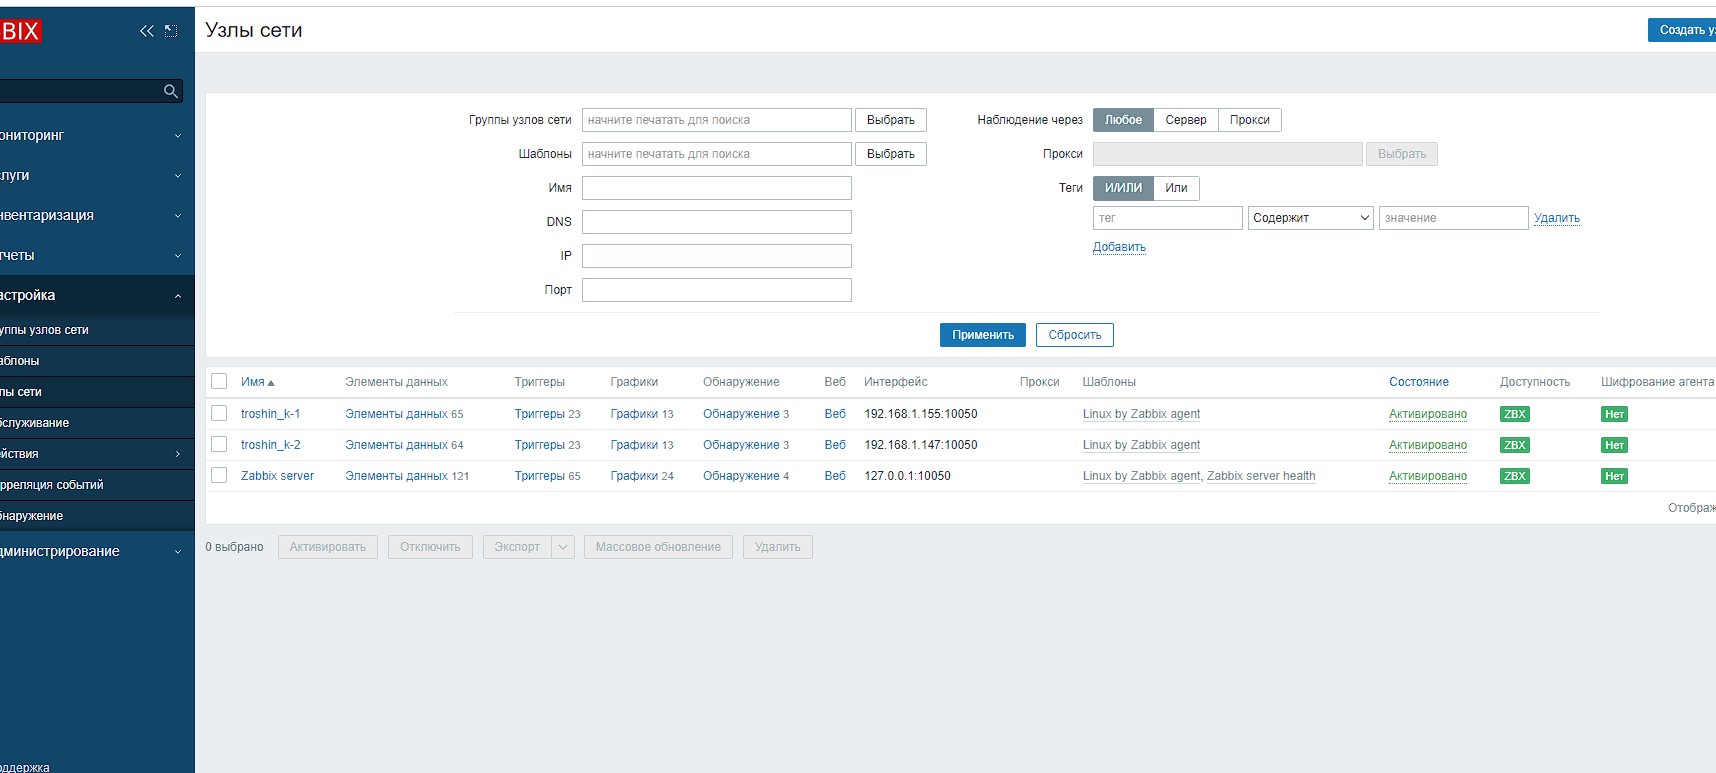 BIX
Узлы сети
Создать у
ониторинг
слуги
нвентаризация
тчеты
астройка
уппы узлов сети
аблоны
лы сети
бслуживание
йствия
рреляция событий
бнаружение
дминистрирование
оддержка
Группы узлов сети начните печатать для поиска Выбрать
Шаблоны начните печатать для поиска Выбрать
Имя
DNS
IP
Порт
Наблюдение через Любое Сервер Прокси
Прокси Выбрать
Теги И/ИЛИ Или
тег Содержит значение Удалить
Добавить
Применить Сбросить
Имя Элементы данных Триггеры Графики Обнаружение Веб Интерфейс Прокси Шаблоны Состояние Доступность Шифрование агента
troshin_k-1 Элементы данных 65 Триггеры 23 Графики 13 Обнаружение 3 Веб 192.168.1.155:10050 Linux by Zabbix agent Активировано ZBX Нет
troshin_k-2 Элементы данных 64 Триггеры 23 Графики 13 Обнаружение 3 Веб 192.168.1.147:10050 Linux by Zabbix agent Активировано ZBX Нет
Zabbix server Элементы данных 121 Триггеры 65 Графики 24 Обнаружение 4 Веб 127.0.0.1:10050 Linux by Zabbix agent, Zabbix server health Активировано ZBX Нет
Отображ
0 выбрано Активировать Отключить Экспорт Массовое обновление Удалить